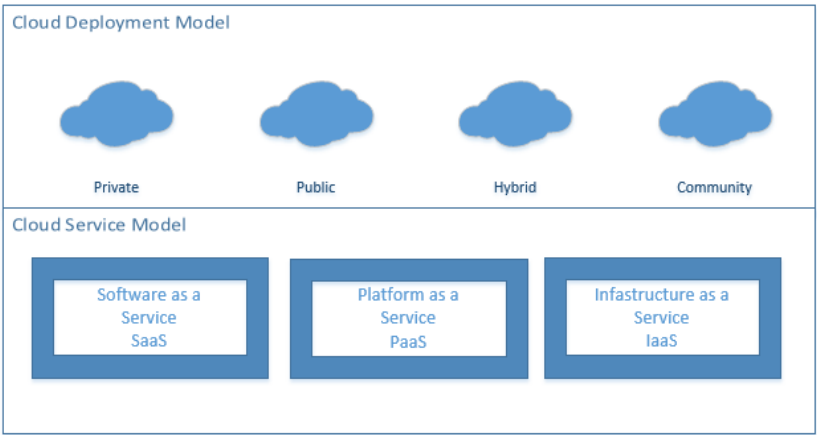 Cloud Deployment Model
Private
Public
Hybrid
Community
Cloud Service Model
Software as a
Service
SaaS
Platform as a
Service
PaaS
Infastructure as a
Service
IaaS